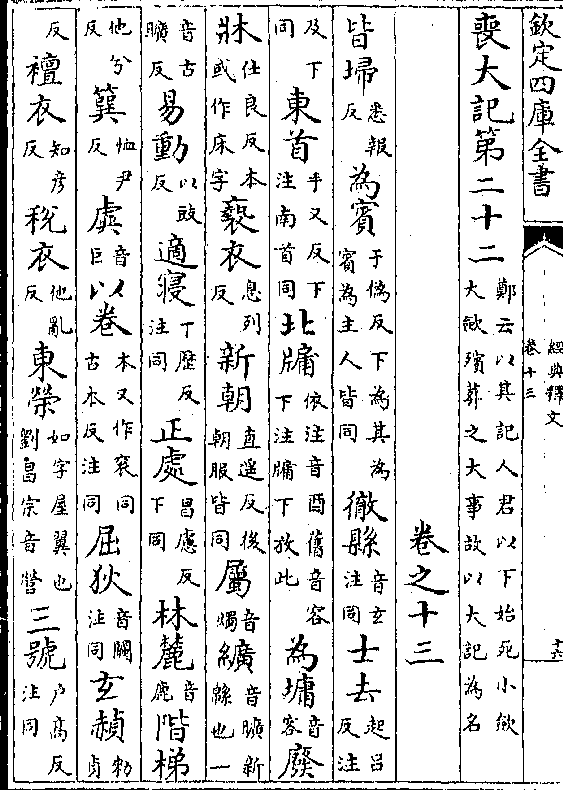 欽定四庫全書
經典釋文
卷十三
十六
喪大記第二十二鄭云以其記人君以下始死小斂大斂殯葬之大事故以大記為名
卷之十三
皆埽悉報反為賓于偽反下為其為賓為主人皆同徹縣音玄注同士去起呂反注
及下同東首手又反下注南首同北牖依注音酉舊音容下注牖下放此為墉音容廢
牀仕良反本或作床字褻衣息列反新朝直遥反後朝服皆同屬音燭纊音曠新緜也一
音古曠反易動以豉反適寢丁歷反注同正處昌慮反下同林麓音鹿階梯
他兮反簨恤尹反虡音巨以卷本又作衮同古本反注同屈狄音闕注同玄赬勑貞
反襢衣知彦反税衣他亂反東榮如字屋翼也劉昌宗音營三號户高反注同